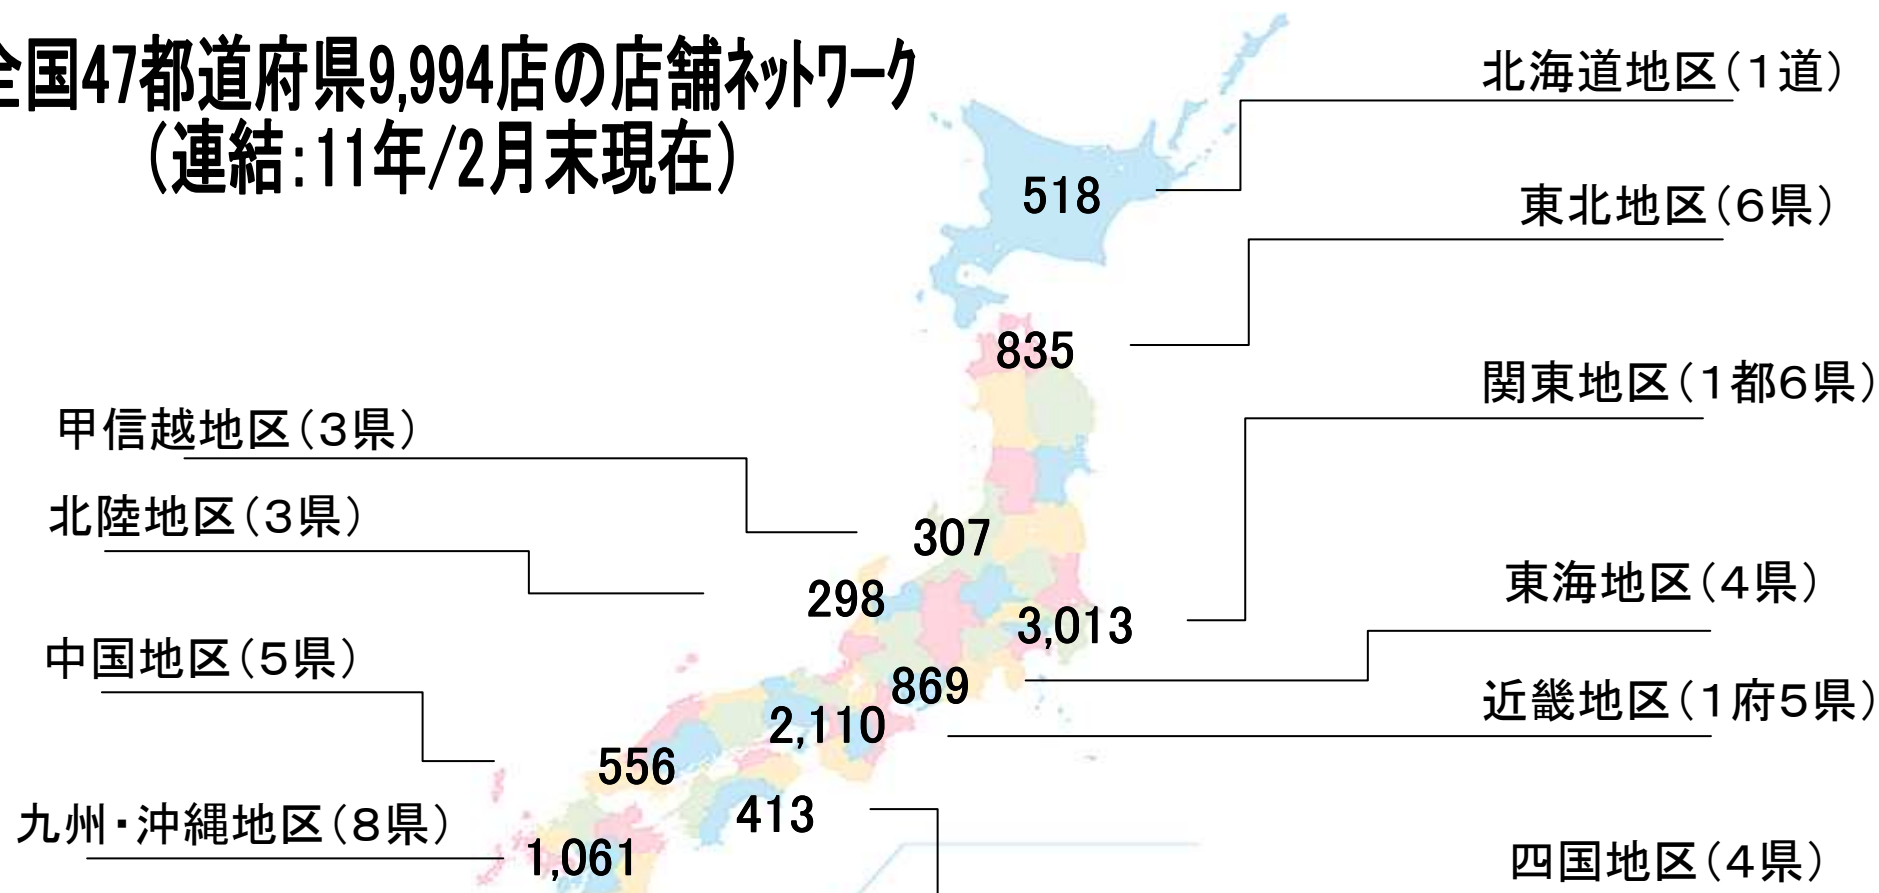 全国47都道府県9,994店の店舗ネットワーク
(連結:11年/2月末現在)
北海道地区(1道)
518
東北地区(6県)
835
関東地区(1都6県)
甲信越地区(3県)
北陸地区(3県)
307
298
東海地区(4県)
3,013
中国地区(5県)
869
近畿地区(1府5県)
2,110
556
九州・沖縄地区(8県)
413
1,061
四国地区(4県)